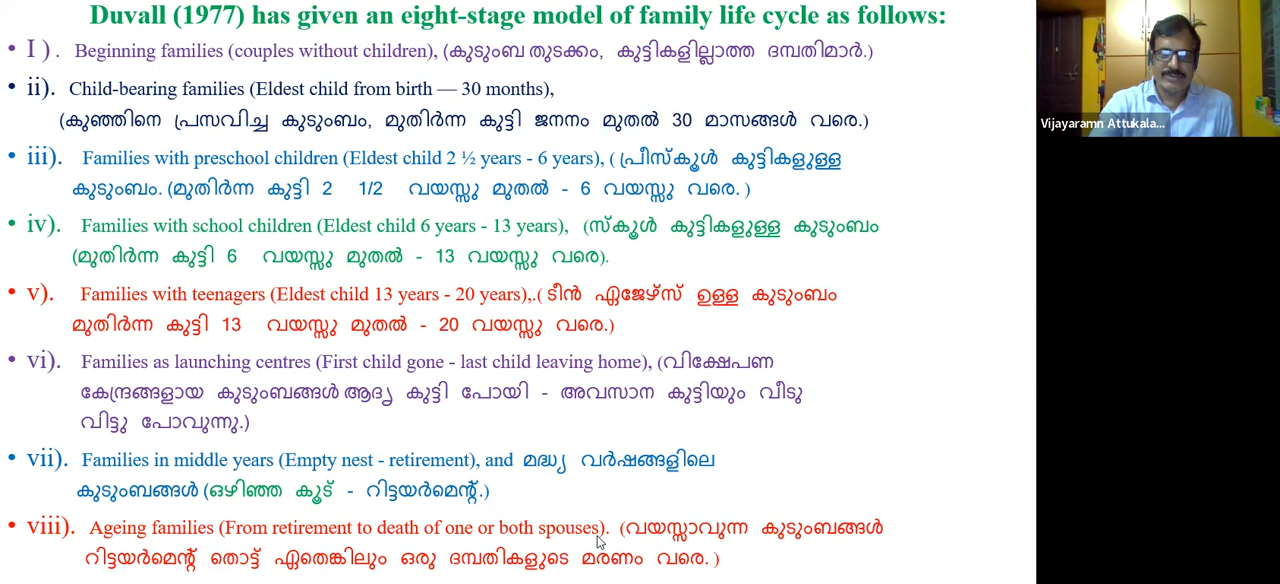 Duvall (1977) has given an eight-stage model of family life cycle as follows:
• I ). Beginning families (couples without children), (കുടുംബ തുടക്കം, കുട്ടികളില്ലാത്ത ദമ്പതിമാർ.)
• ii). Child-bearing families (Eldest child from birth — 30 months),
(കുഞ്ഞിനെ പ്രസവിച്ച കുടുംബം, മുതിർന്ന കുട്ടി ജനനം മുതൽ 30 മാസങ്ങൾ വരെ.)
• iii). Families with preschool children (Eldest child 2 ½ years - 6 years), ( പ്രീസ്കൂൾ കുട്ടികളുള്ള
കുടുംബം. (മുതിർന്ന കുട്ടി 2 1/2 വയസ്സു മുതൽ - 6 വയസ്സു വരെ. )
• iv). Families with school children (Eldest child 6 years - 13 years), (സ്കൂൾ കുട്ടികളുള്ള കുടുംബം
(മുതിർന്ന കുട്ടി 6 വയസ്സു മുതൽ - 13 വയസ്സു വരെ).
• v). Families with teenagers (Eldest child 13 years - 20 years),.( ടീൻ ഏജേഴ്സ് ഉള്ള കുടുംബം
മുതിർന്ന കുട്ടി 13 വയസ്സു മുതൽ - 20 വയസ്സു വരെ.)
• vi). Families as launching centres (First child gone - last child leaving home), (വിക്ഷേപണ
കേന്ദ്രങ്ങളായ കുടുംബങ്ങൾ ആദ്യ കുട്ടി പോയി - അവസാന കുട്ടിയും വീടു
വിട്ടു പോവുന്നു.)
• vii). Families in middle years (Empty nest - retirement), and മദ്ധ്യ വർഷങ്ങളിലെ
കുടുംബങ്ങൾ (ഒഴിഞ്ഞ കൂട് - റിട്ടയർമെന്റ്.)
• viii). Ageing families (From retirement to death of one or both spouses). (വയസ്സാവുന്ന കുടുംബങ്ങൾ
റിട്ടയർമെന്റ് തൊട്ട് ഏതെങ്കിലും ഒരു ദമ്പതികളുടെ മരണം വരെ. )
Vijayaramn Attukala...